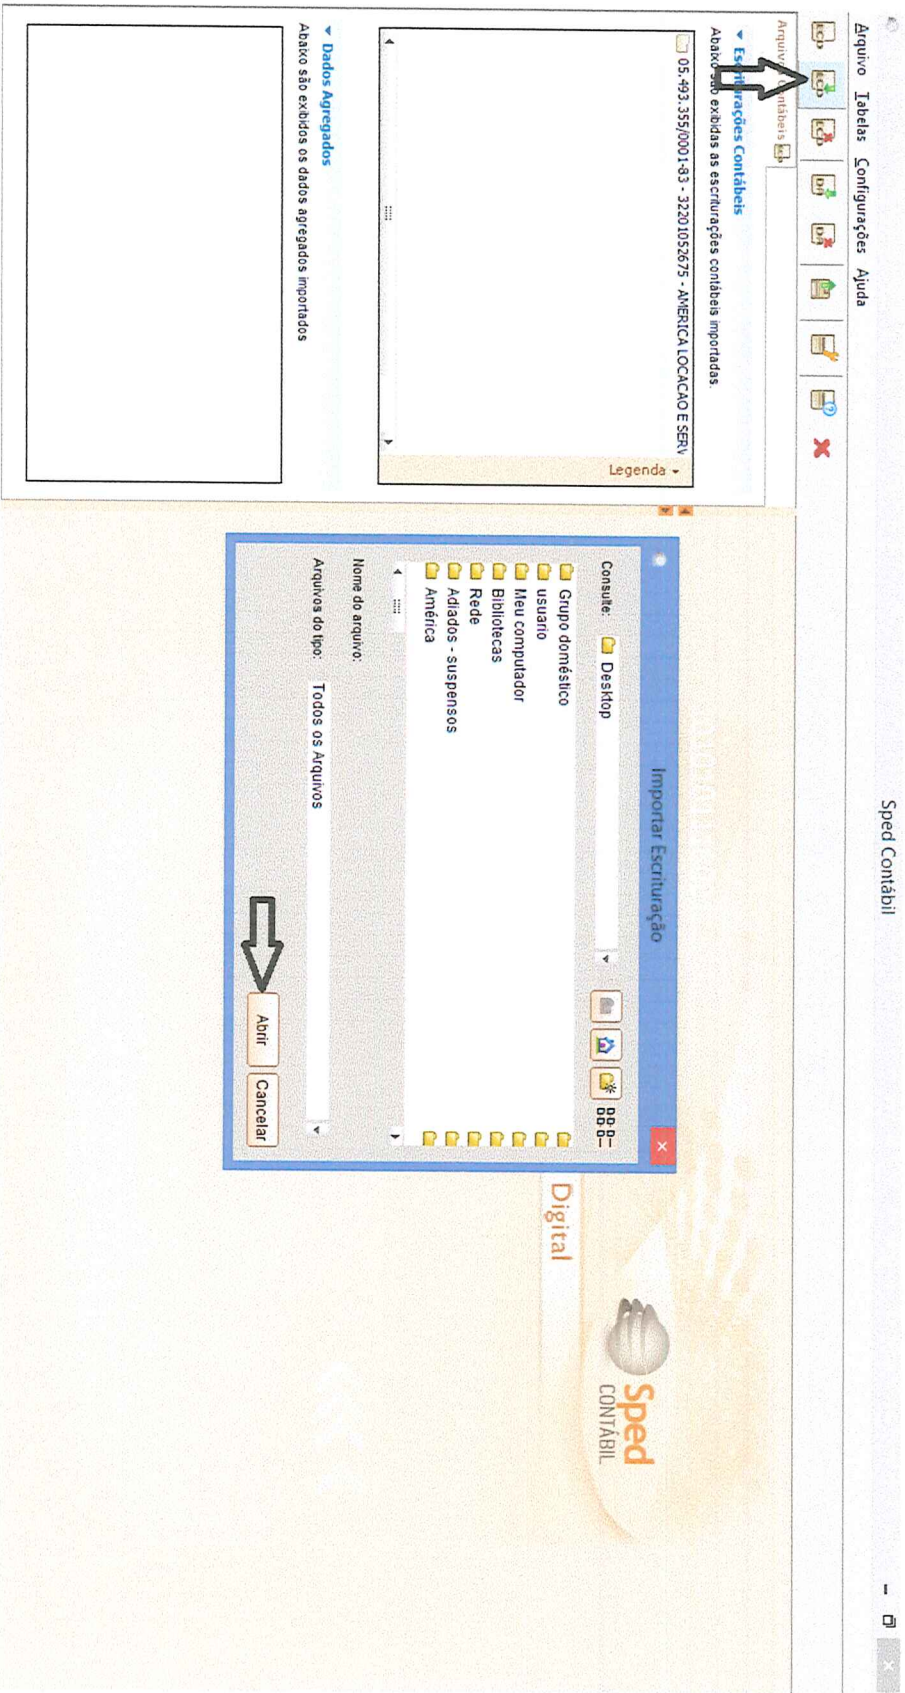 Sped Contábil
Arquivo Tabelas Configurações Ajuda
Arquivos Contábeis
Escriturações Contábeis
Abaixo são exibidas as escriturações contábeis importadas.
05.493.355/0001-83 - 32201052675 - AMERICA LOCACAO E SERV
Legenda
Dados Agregados
Abaixo são exibidos os dados agregados importados
Importar Escrituração
Consulte: Desktop
Grupo doméstico
usuario
Meu computador
Bibliotecas
Rede
Adiados - suspensos
América
Nome do arquivo:
Arquivos do tipo: Todos os Arquivos
Abrir Cancelar
Digital
Sped
CONTÁBIL